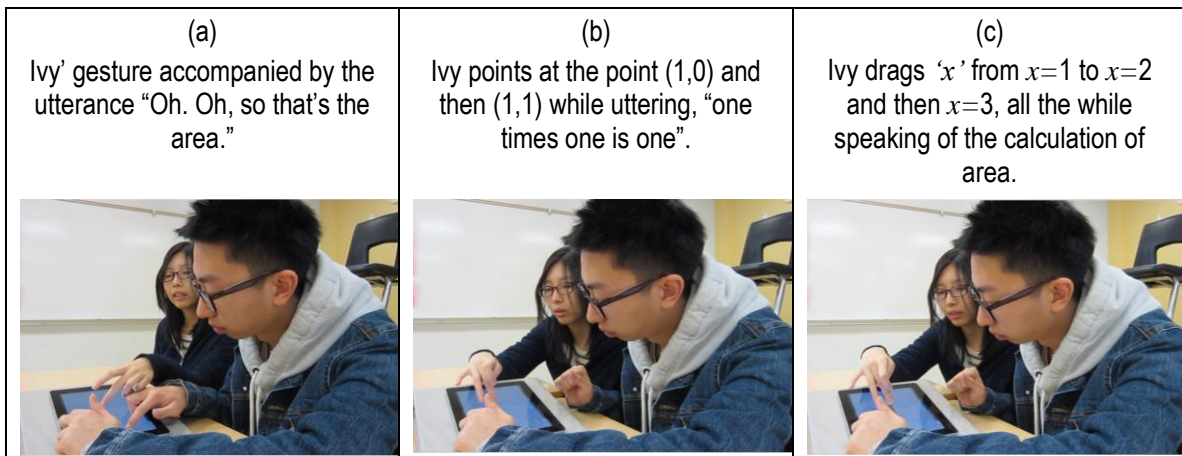 (a)
Ivy’ gesture accompanied by the
utterance “Oh. Oh, so that’s the
area.”
(b)
Ivy points at the point (1,0) and
then (1,1) while uttering, “one
times one is one”.
(c)
Ivy drags ‘x’ from x=1 to x=2
and then x=3, all the while
speaking of the calculation of
area.